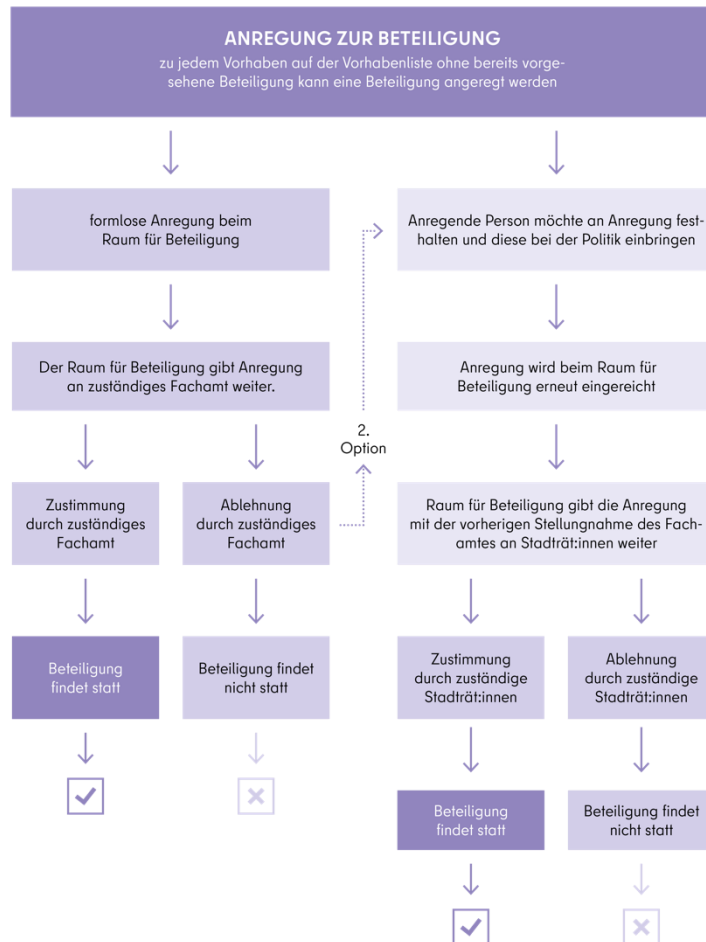 ANREGUNG ZUR BETEILIGUNG
zu jedem Vorhaben auf der Vorhabenliste ohne bereits vorge-
sehene Beteiligung kann eine Beteiligung angeregt werden
formlose Anregung beim
Raum für Beteiligung
Der Raum für Beteiligung gibt Anregung
an zuständiges Fachamt weiter.
Zustimmung
durch zuständiges
Fachamt
Ablehnung
durch zuständiges
Fachamt
Beteiligung
findet statt
Beteiligung findet
nicht statt
2.
Option
Anregende Person möchte an Anregung fest-
halten und diese bei der Politik einbringen
Anregung wird beim Raum für
Beteiligung erneut eingereicht
Raum für Beteiligung gibt die Anregung
mit der vorherigen Stellungnahme des Fach-
amtes an Stadträt:innen weiter
Zustimmung
durch zuständige
Stadträt:innen
Ablehnung
durch zuständige
Stadträt:innen
Beteiligung
findet statt
Beteiligung findet
nicht statt